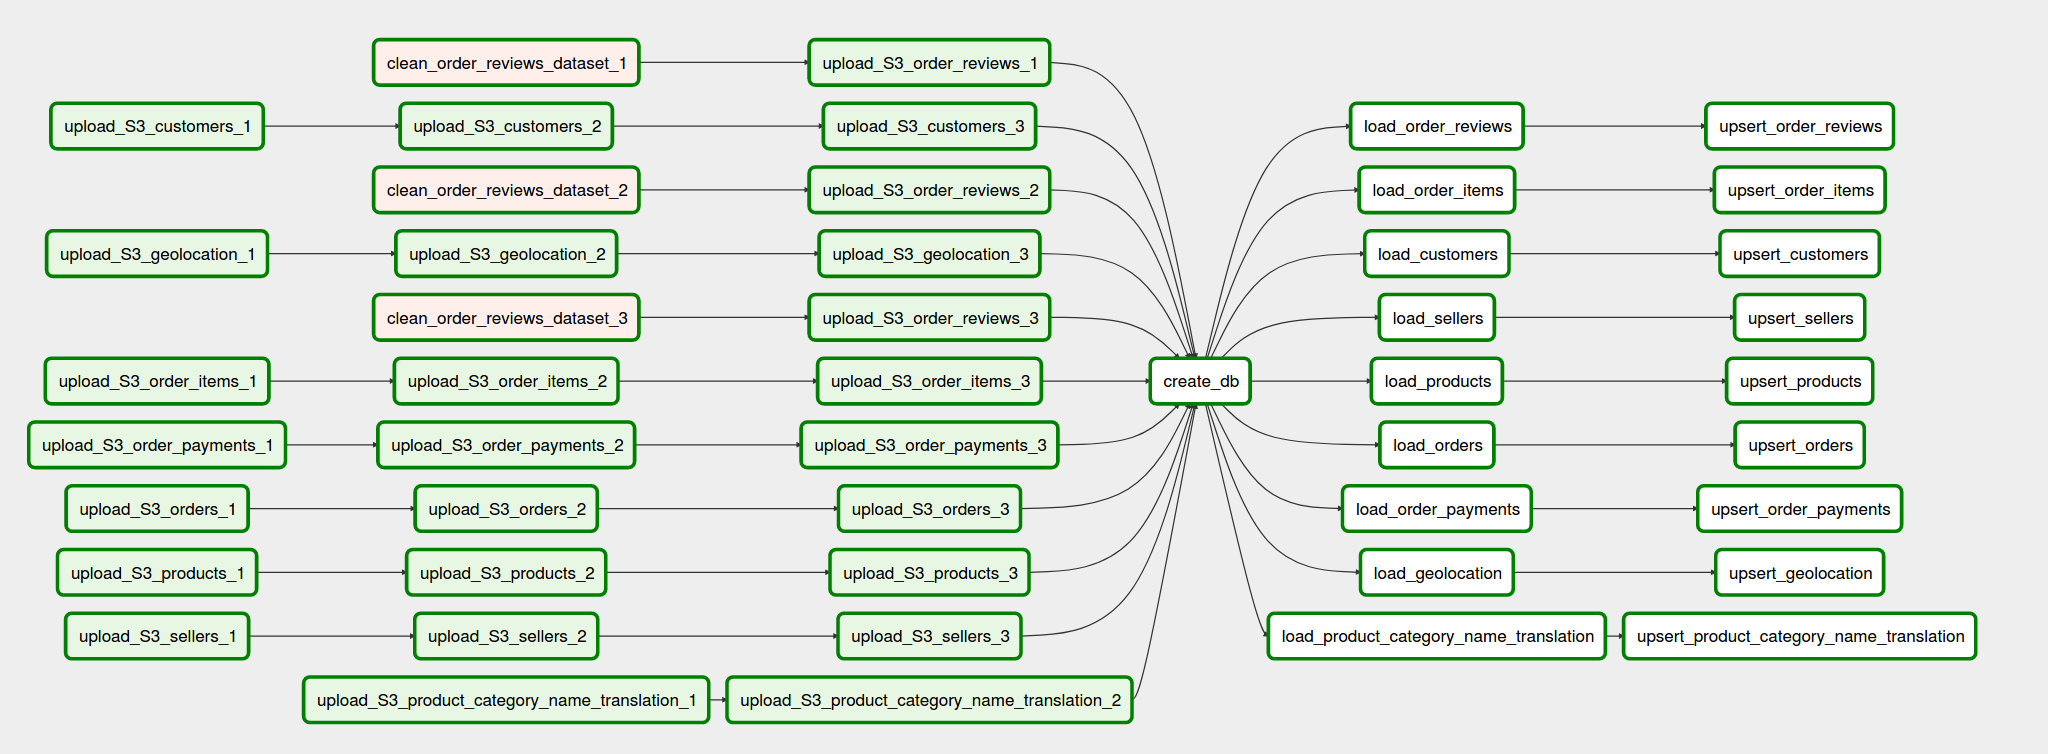 clean_order_reviews_dataset_1 upload_S3_order_reviews_1
upload_S3_customers_1 upload_S3_customers_2 upload_S3_customers_3 load_order_reviews upsert_order_reviews
clean_order_reviews_dataset_2 upload_S3_order_reviews_2 load_order_items upsert_order_items
upload_S3_geolocation_1 upload_S3_geolocation_2 upload_S3_geolocation_3 load_customers upsert_customers
clean_order_reviews_dataset_3 upload_S3_order_reviews_3 load_sellers upsert_sellers
upload_S3_order_items_1 upload_S3_order_items_2 upload_S3_order_items_3 create_db load_products upsert_products
upload_S3_order_payments_1 upload_S3_order_payments_2 upload_S3_order_payments_3 load_orders upsert_orders
upload_S3_orders_1 upload_S3_orders_2 upload_S3_orders_3 load_order_payments upsert_order_payments
upload_S3_products_1 upload_S3_products_2 upload_S3_products_3 load_geolocation upsert_geolocation
upload_S3_sellers_1 upload_S3_sellers_2 upload_S3_sellers_3 load_product_category_name_translation upsert_product_category_name_translation
upload_S3_product_category_name_translation_1 upload_S3_product_category_name_translation_2